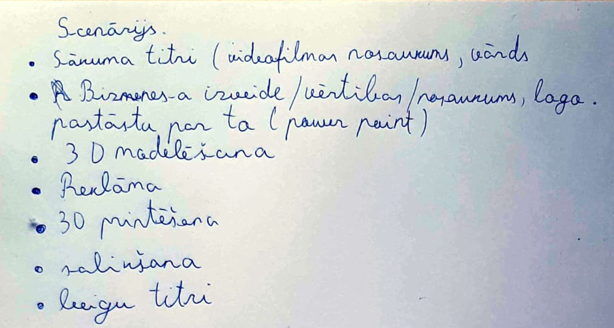 Scenārijs.
• Sākuma titri (videofilmas nosaukums, vārds
• Biznenes-a izveide/vērtības/nosaukums, logo.
pastāstu par to (power point)
• 3D modelēšana
• Reklāma
• 3D printēšana
• salikšana
• beigu titri